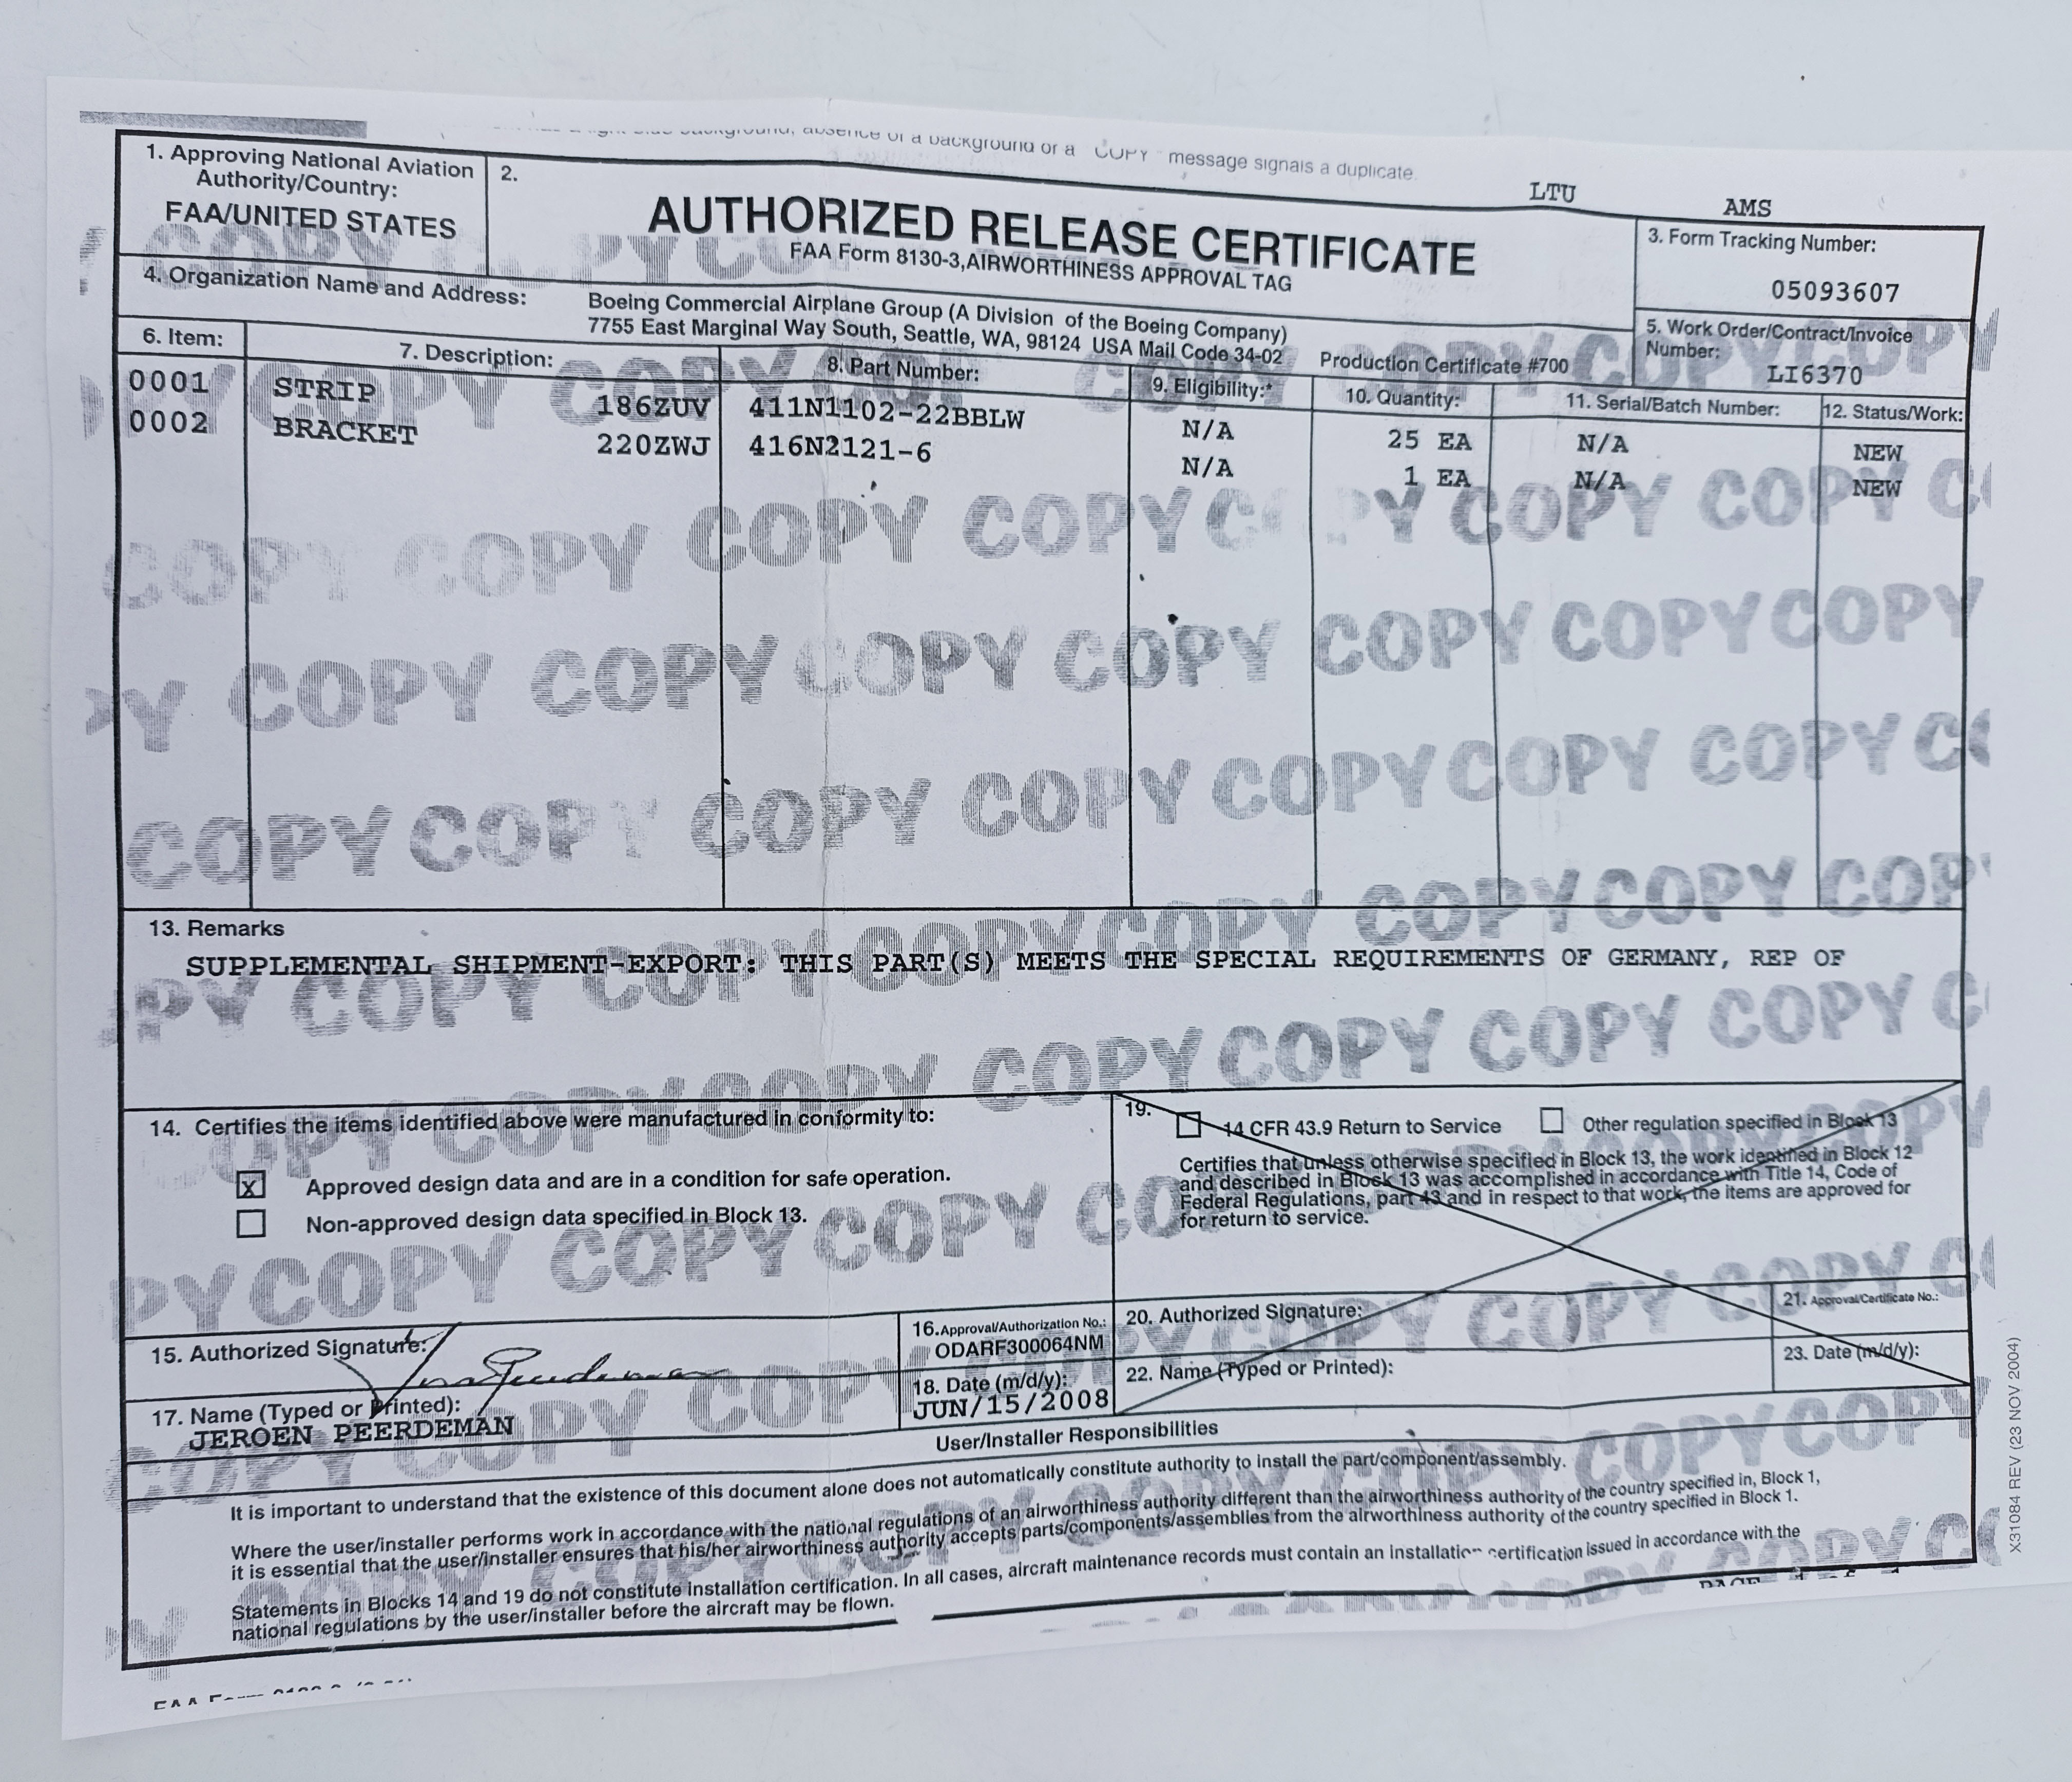 background, absence of a background or a "COPY" message signals a duplicate.
LTU AMS
1. Approving National Aviation
Authority/Country:
FAA/UNITED STATES
2.
AUTHORIZED RELEASE CERTIFICATE
FAA Form 8130-3,AIRWORTHINESS APPROVAL TAG
3. Form Tracking Number:
05093607
4. Organization Name and Address:
Boeing Commercial Airplane Group (A Division of the Boeing Company)
7755 East Marginal Way South, Seattle, WA, 98124 USA Mail Code 34-02 Production Certificate #700
5. Work Order/Contract/Invoice
Number:
LI6370
6. Item: 7. Description: 8. Part Number: 9. Eligibility:* 10. Quantity: 11. Serial/Batch Number: 12. Status/Work:
0001 STRIP 186ZUV 411N1102-22BBLW N/A 25 EA N/A NEW
0002 BRACKET 220ZWJ 416N2121-6 N/A 1 EA N/A NEW
13. Remarks
SUPPLEMENTAL SHIPMENT-EXPORT: THIS PART(S) MEETS THE SPECIAL REQUIREMENTS OF GERMANY, REP OF
14. Certifies the items identified above were manufactured in conformity to:
X Approved design data and are in a condition for safe operation.
Non-approved design data specified in Block 13.
19. 14 CFR 43.9 Return to Service Other regulation specified in Block 13
Certifies that unless otherwise specified in Block 13, the work identified in Block 12
and described in Block 13 was accomplished in accordance with Title 14, Code of
Federal Regulations, part 43 and in respect to that work, the items are approved for
for return to service.
15. Authorized Signature:
16. Approval/Authorization No.:
ODARF300064NM
17. Name (Typed or Printed):
JEROEN PEERDEMAN
18. Date (m/d/y):
JUN/15/2008
20. Authorized Signature:
21. Approval/Certificate No.:
22. Name (Typed or Printed):
23. Date (m/d/y):
User/Installer Responsibilities
It is important to understand that the existence of this document alone does not automatically constitute authority to install the part/component/assembly.
Where the user/installer performs work in accordance with the national regulations of an airworthiness authority different than the airworthiness authority of the country specified in, Block 1,
it is essential that the user/installer ensures that his/her airworthiness authority accepts parts/components/assemblies from the airworthiness authority of the country specified in Block 1.
Statements in Blocks 14 and 19 do not constitute installation certification. In all cases, aircraft maintenance records must contain an installation certification issued in accordance with the
national regulations by the user/installer before the aircraft may be flown.
X31084 REV (23 NOV 2004)
COPY COPY COPY COPY COPY COPY COPY